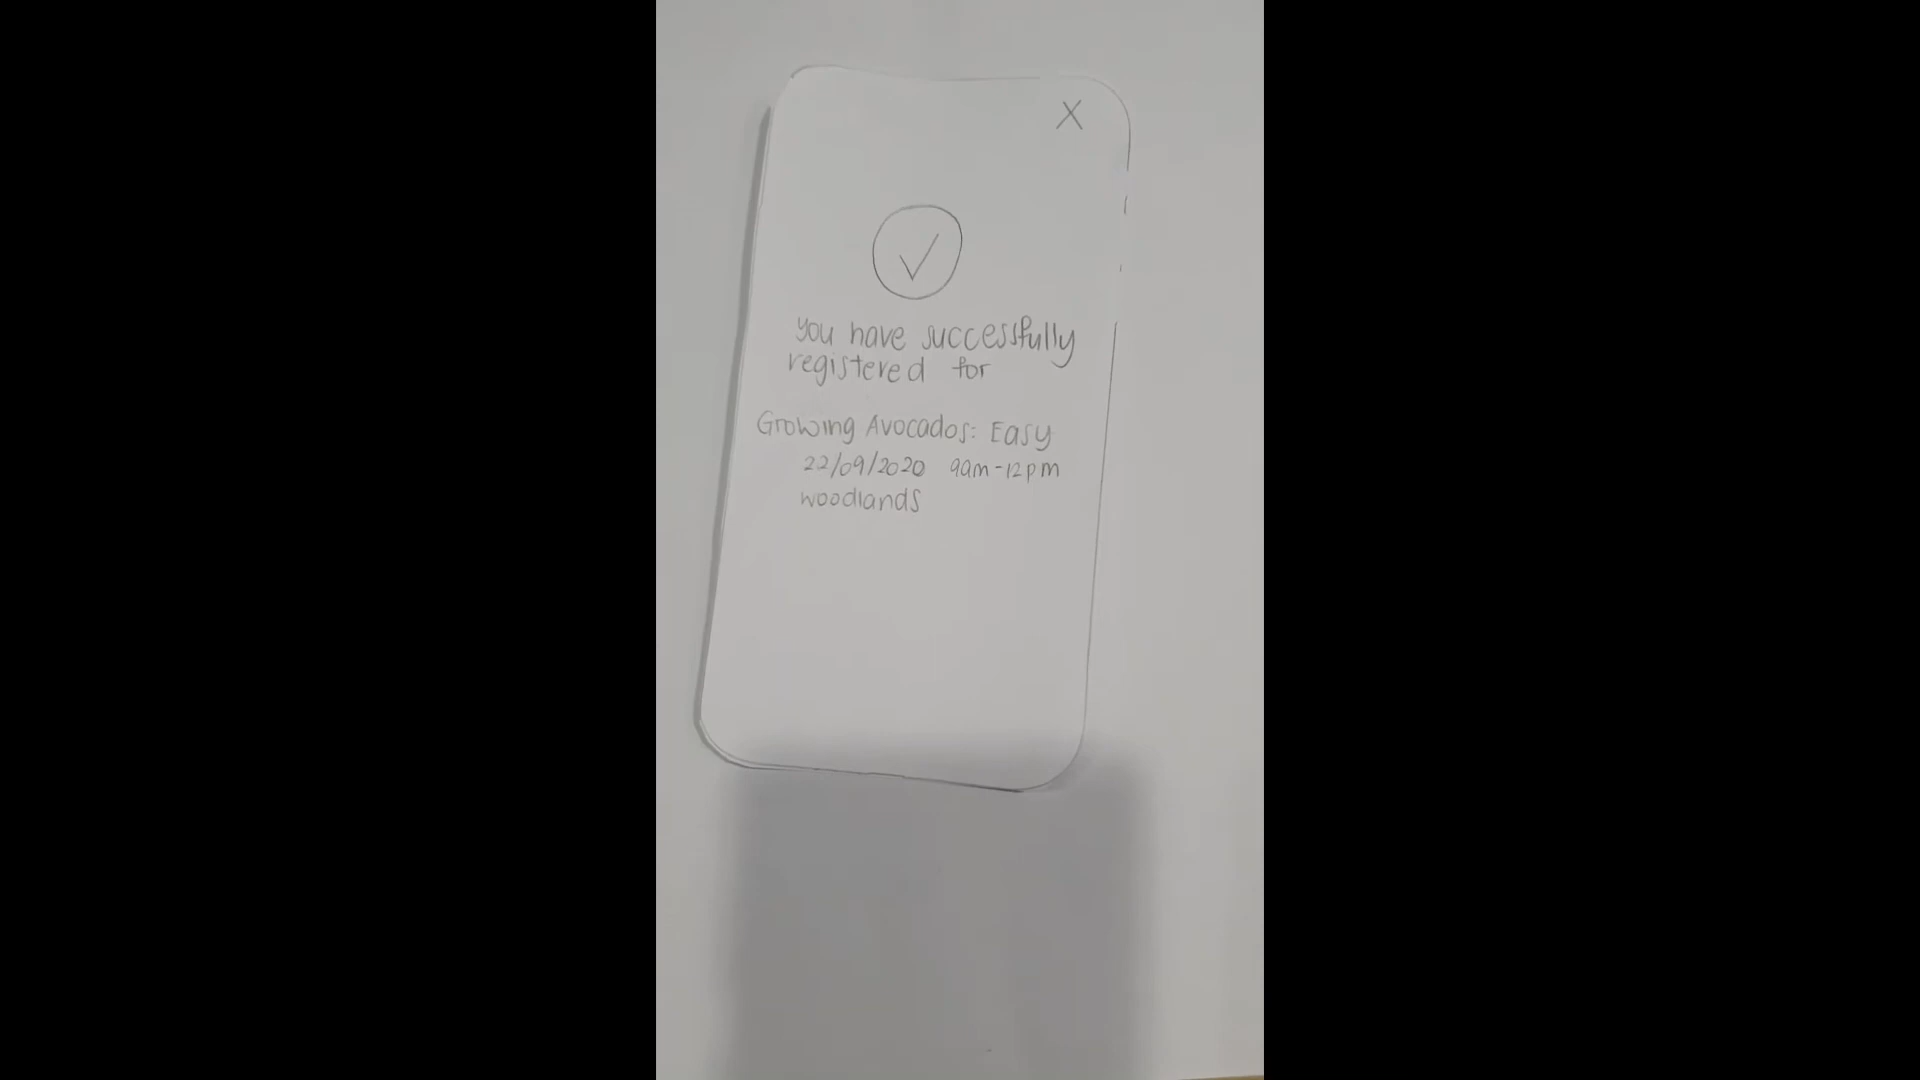 X
You have successfully
registered for
Growing Avocados: Easy
22/09/2020 9am-12pm
woodlands